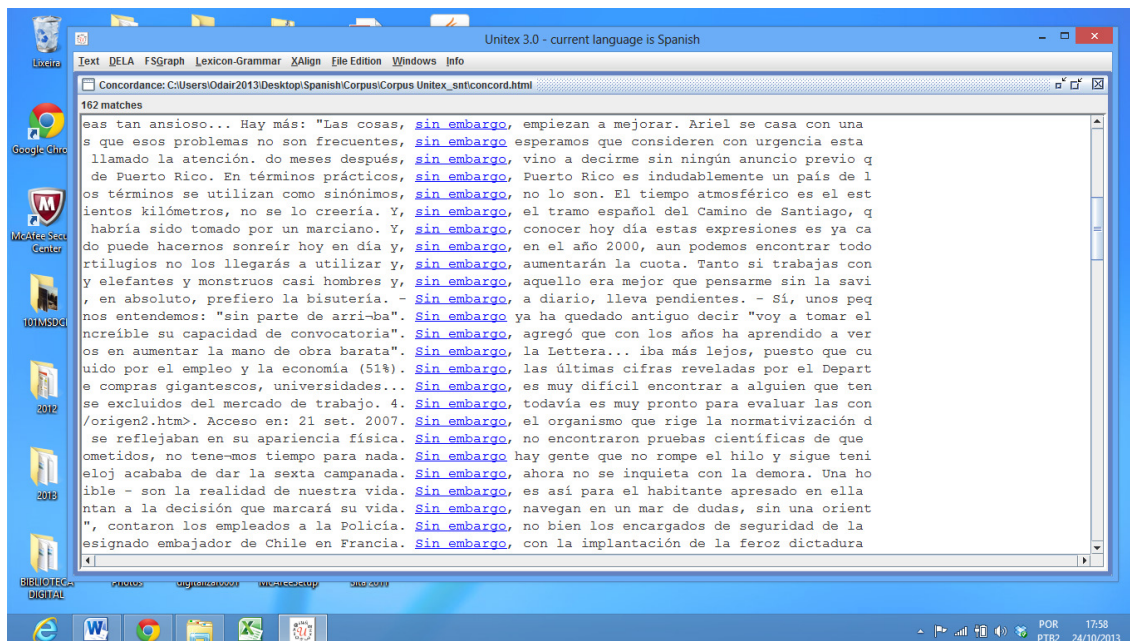 Unitex 3.0 - current language is Spanish
Lixeira
Text DELA FSGraph Lexicon-Grammar XAlign File Edition Windows Info
Concordance: C:\Users\Odair2013\Desktop\Spanish\Corpus\Corpus Unitex_snt\concord.html
162 matches
eas tan ansioso... Hay más: "Las cosas, sin embargo, empiezan a mejorar. Ariel se casa con una
s que esos problemas no son frecuentes, sin embargo esperamos que consideren con urgencia esta
llamado la atención. do meses después, sin embargo, vino a decirme sin ningún anuncio previo q
de Puerto Rico. En términos prácticos, sin embargo, Puerto Rico es indudablemente un país de l
os términos se utilizan como sinónimos, sin embargo, no lo son. El tiempo atmosférico es el est
ientos kilómetros, no se lo creería. Y, sin embargo, el tramo español del Camino de Santiago, q
habría sido tomado por un marciano. Y, sin embargo, conocer hoy día estas expresiones es ya ca
do puede hacernos sonreír hoy en día y, sin embargo, en el año 2000, aun podemos encontrar todo
rtilugios no los llegarás a utilizar y, sin embargo, aumentarán la cuota. Tanto si trabajas con
y elefantes y monstruos casi hombres y, sin embargo, aquello era mejor que pensarme sin la savi
, en absoluto, prefiero la bisutería. - Sin embargo, a diario, lleva pendientes. - Sí, unos peq
nos entendemos: "sin parte de arri¬ba". Sin embargo ya ha quedado antiguo decir "voy a tomar el
ncreíble su capacidad de convocatoria". Sin embargo, agregó que con los años ha aprendido a ver
os en aumentar la mano de obra barata". Sin embargo, la Lettera... iba más lejos, puesto que cu
uido por el empleo y la economía (51%). Sin embargo, las últimas cifras reveladas por el Depart
e compras gigantescos, universidades... Sin embargo, es muy difícil encontrar a alguien que ten
se excluidos del mercado de trabajo. 4. Sin embargo, todavía es muy pronto para evaluar las con
/origen2.htm>. Acceso en: 21 set. 2007. Sin embargo, el organismo que rige la normativización d
se reflejaban en su apariencia física. Sin embargo, no encontraron pruebas científicas de que
ometidos, no tene¬mos tiempo para nada. Sin embargo hay gente que no rompe el hilo y sigue teni
eloj acababa de dar la sexta campanada. Sin embargo, ahora no se inquieta con la demora. Una ho
ible - son la realidad de nuestra vida. Sin embargo, es así para el habitante apresado en ella
ntan a la decisión que marcará su vida. Sin embargo, navegan en un mar de dudas, sin una orient
", contaron los empleados a la Policía. Sin embargo, no bien los encargados de seguridad de la
esignado embajador de Chile en Francia. Sin embargo, con la implantación de la feroz dictadura
Google Chro
McAfee Secu
Center
101MSDCF
2012
2013
BIBLIOTECA
DIGITAL
POR 17:58
PTB2 24/10/2013